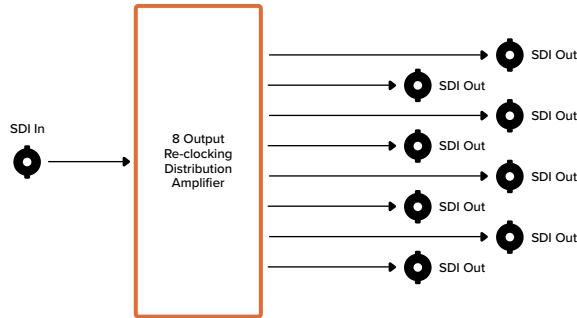 SDI In
8 Output
Re-clocking
Distribution
Amplifier
SDI Out
SDI Out
SDI Out
SDI Out
SDI Out
SDI Out
SDI Out
SDI Out